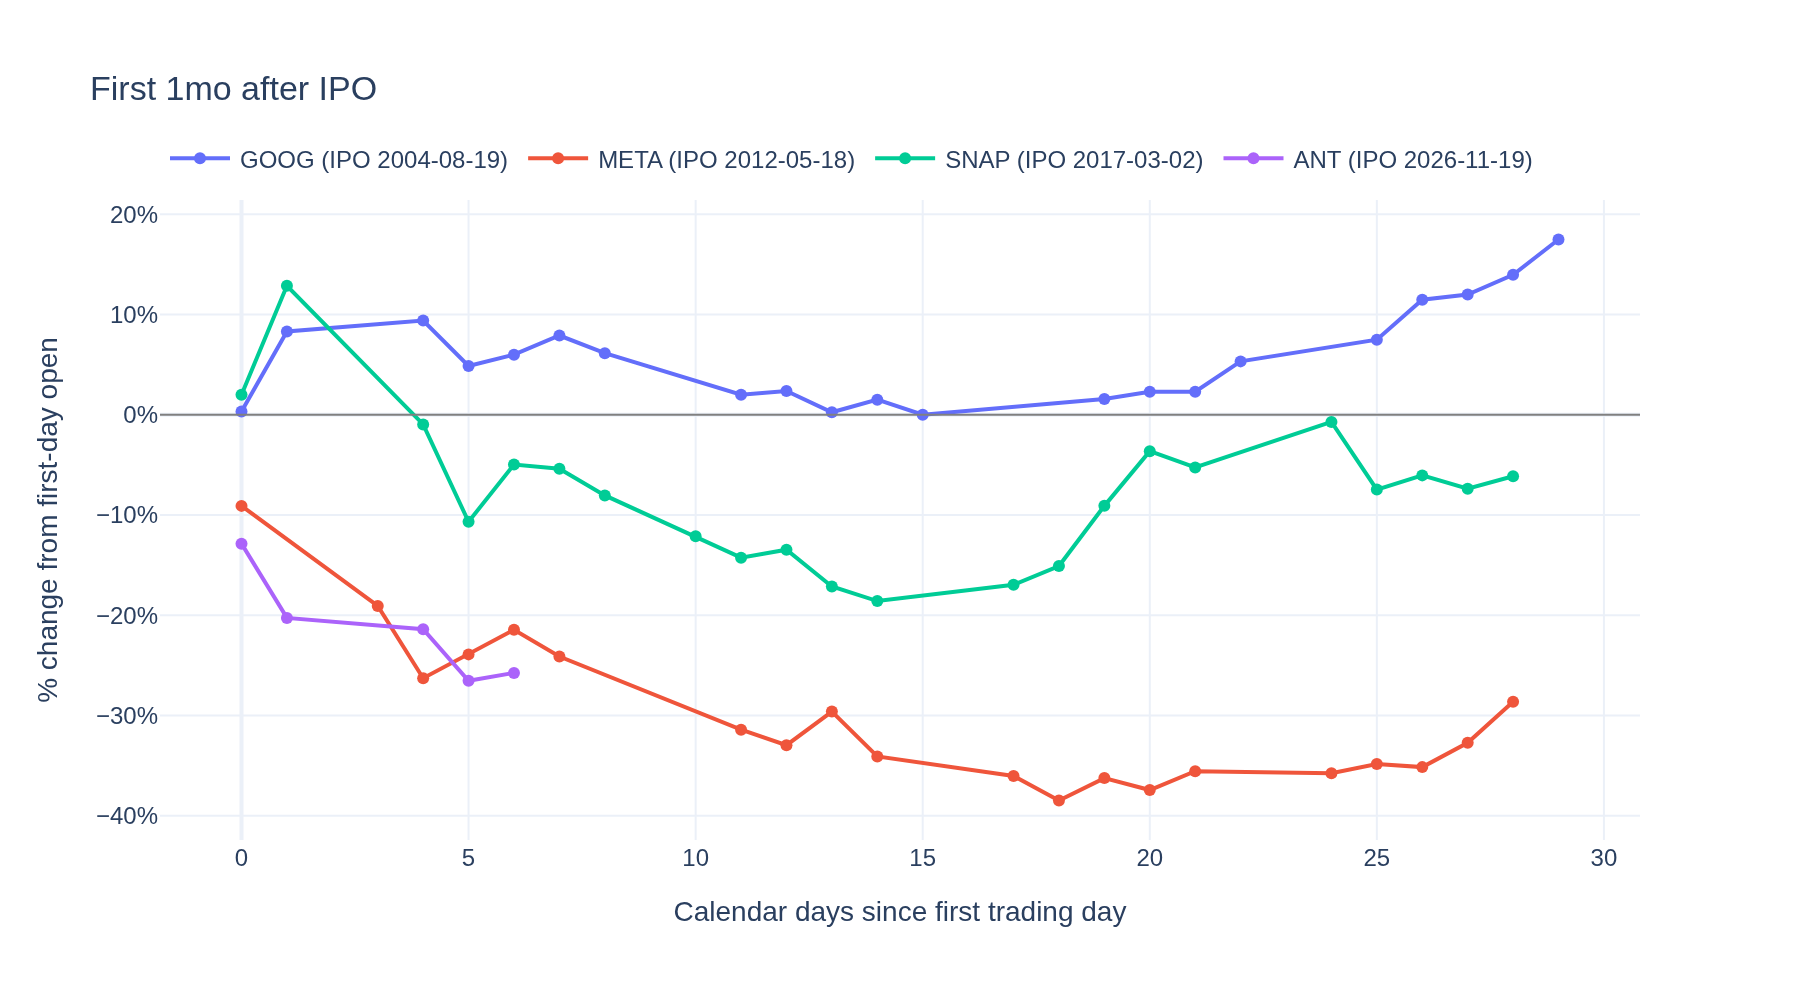 First 1mo after IPO
GOOG (IPO 2004-08-19)
META (IPO 2012-05-18)
SNAP (IPO 2017-03-02)
ANT (IPO 2026-11-19)
20%
10%
0%
−10%
−20%
−30%
−40%
% change from first-day open
0
5
10
15
20
25
30
Calendar days since first trading day